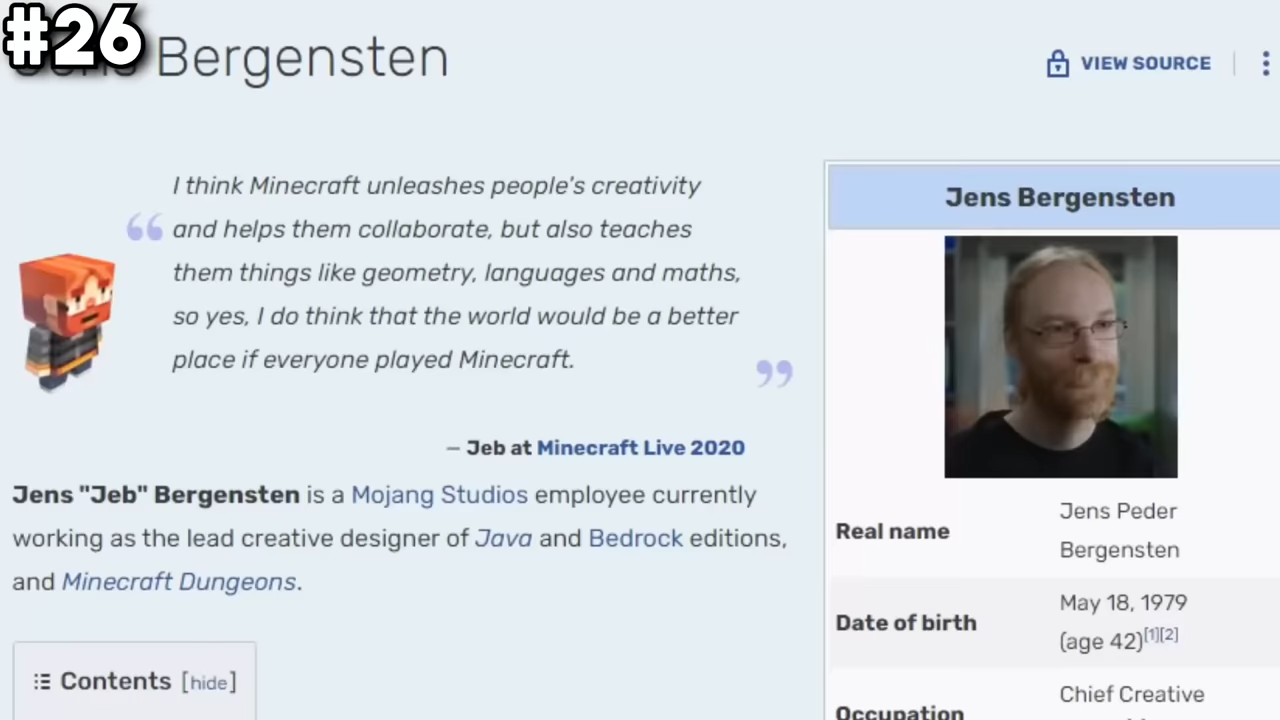 #26
Jens Bergensten
VIEW SOURCE
I think Minecraft unleashes people's creativity
and helps them collaborate, but also teaches
them things like geometry, languages and maths,
so yes, I do think that the world would be a better
place if everyone played Minecraft.
– Jeb at Minecraft Live 2020
Jens "Jeb" Bergensten is a Mojang Studios employee currently
working as the lead creative designer of Java and Bedrock editions,
and Minecraft Dungeons.
Contents [hide]
Jens Bergensten
Real name
Jens Peder
Bergensten
Date of birth
May 18, 1979
(age 42)[1][2]
Occupation
Chief Creative